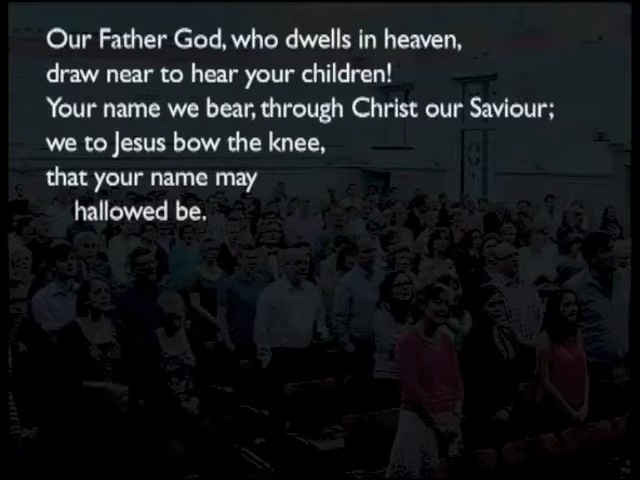 Our Father God, who dwells in heaven,
draw near to hear your children!
Your name we bear, through Christ our Saviour;
we to Jesus bow the knee,
that your name may
hallowed be.